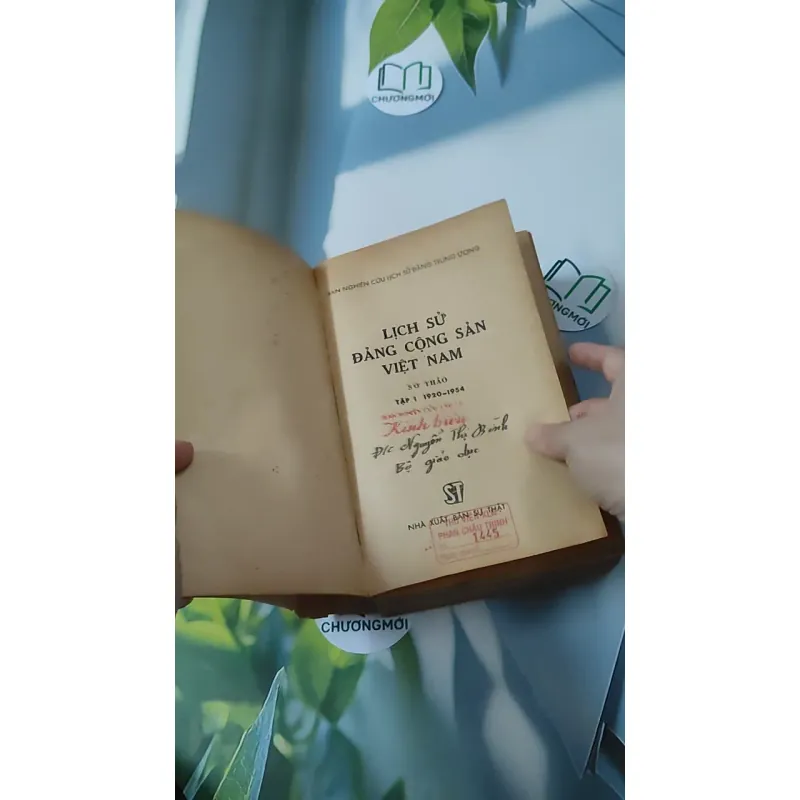 CHƯƠNGMỚI
BAN NGHIÊN CỨU LỊCH SỬ ĐẢNG TRUNG ƯƠNG
CHƯƠNGMỚI
LỊCH SỬ
ĐẢNG CỘNG SẢN
VIỆT NAM
SƠ THẢO
TẬP I 1920-1954
Kính biếu
Đ/c Nguyễn Thị Bình
Bộ giáo dục
ST
NHÀ XUẤT BẢN SỰ THẬT
PHAN CHÂU TRINH
1445
CHƯƠNGMỚI